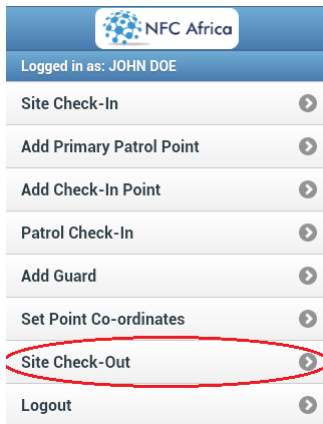 NFC Africa
Logged in as: JOHN DOE
Site Check-In
Add Primary Patrol Point
Add Check-In Point
Patrol Check-In
Add Guard
Set Point Co-ordinates
Site Check-Out
Logout